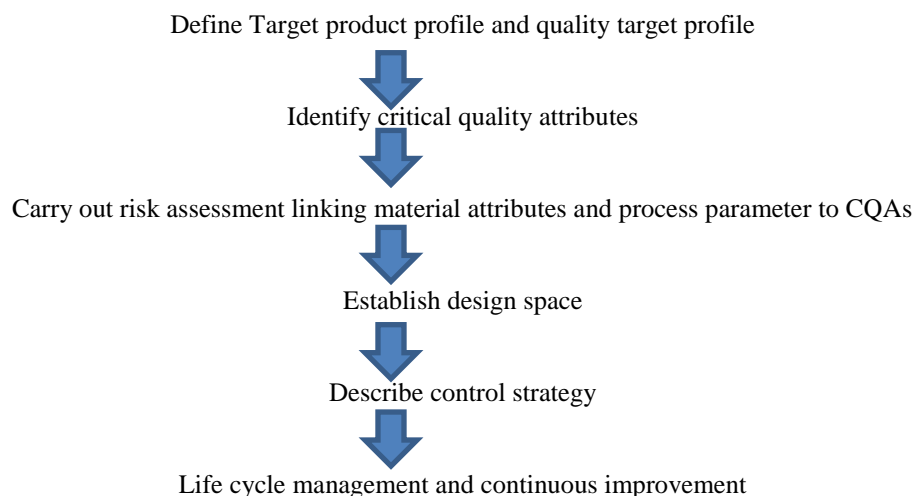 Define Target product profile and quality target profile
Identify critical quality attributes
Carry out risk assessment linking material attributes and process parameter to CQAs
Establish design space
Describe control strategy
Life cycle management and continuous improvement